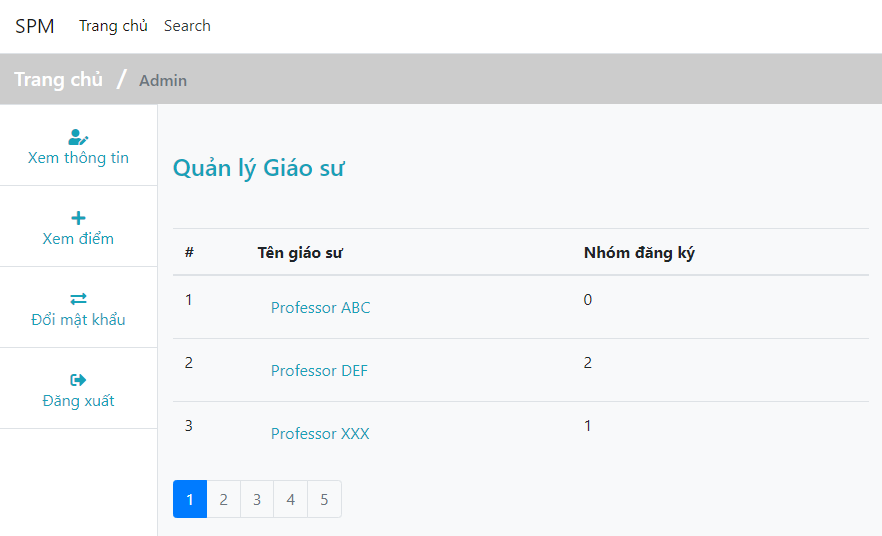 SPM Trang chủ Search
Trang chủ / Admin
Xem thông tin
Xem điểm
Đổi mật khẩu
Đăng xuất
Quản lý Giáo sư
# Tên giáo sư Nhóm đăng ký
1 Professor ABC 0
2 Professor DEF 2
3 Professor XXX 1
1 2 3 4 5